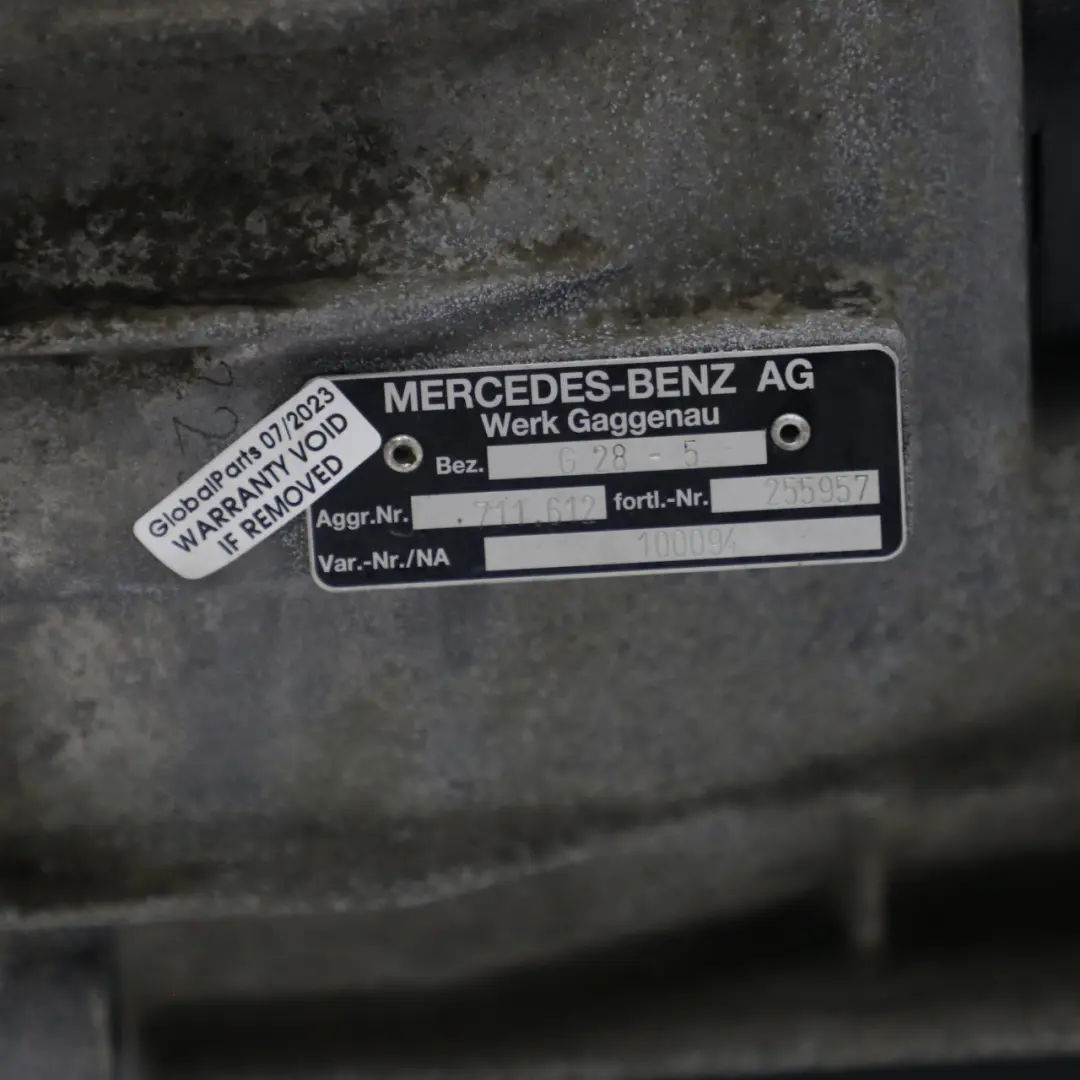 MERCEDES-BENZ AG
Werk Gaggenau
Bez. G 28 - 5
Aggr.Nr. .711.612 fortl.-Nr. 255957
Var.-Nr./NA 100094
GlobalParts 07/2023
WARRANTY VOID
IF REMOVED